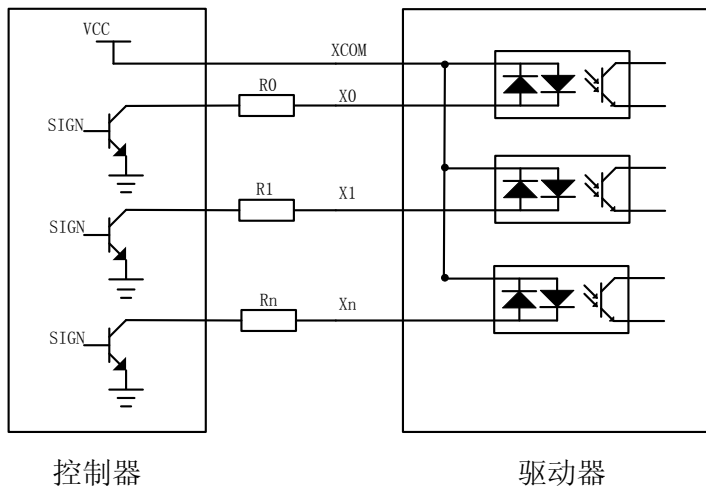 VCC
XCOM
R0
X0
SIGN
R1
X1
SIGN
Rn
Xn
SIGN
控制器
驱动器